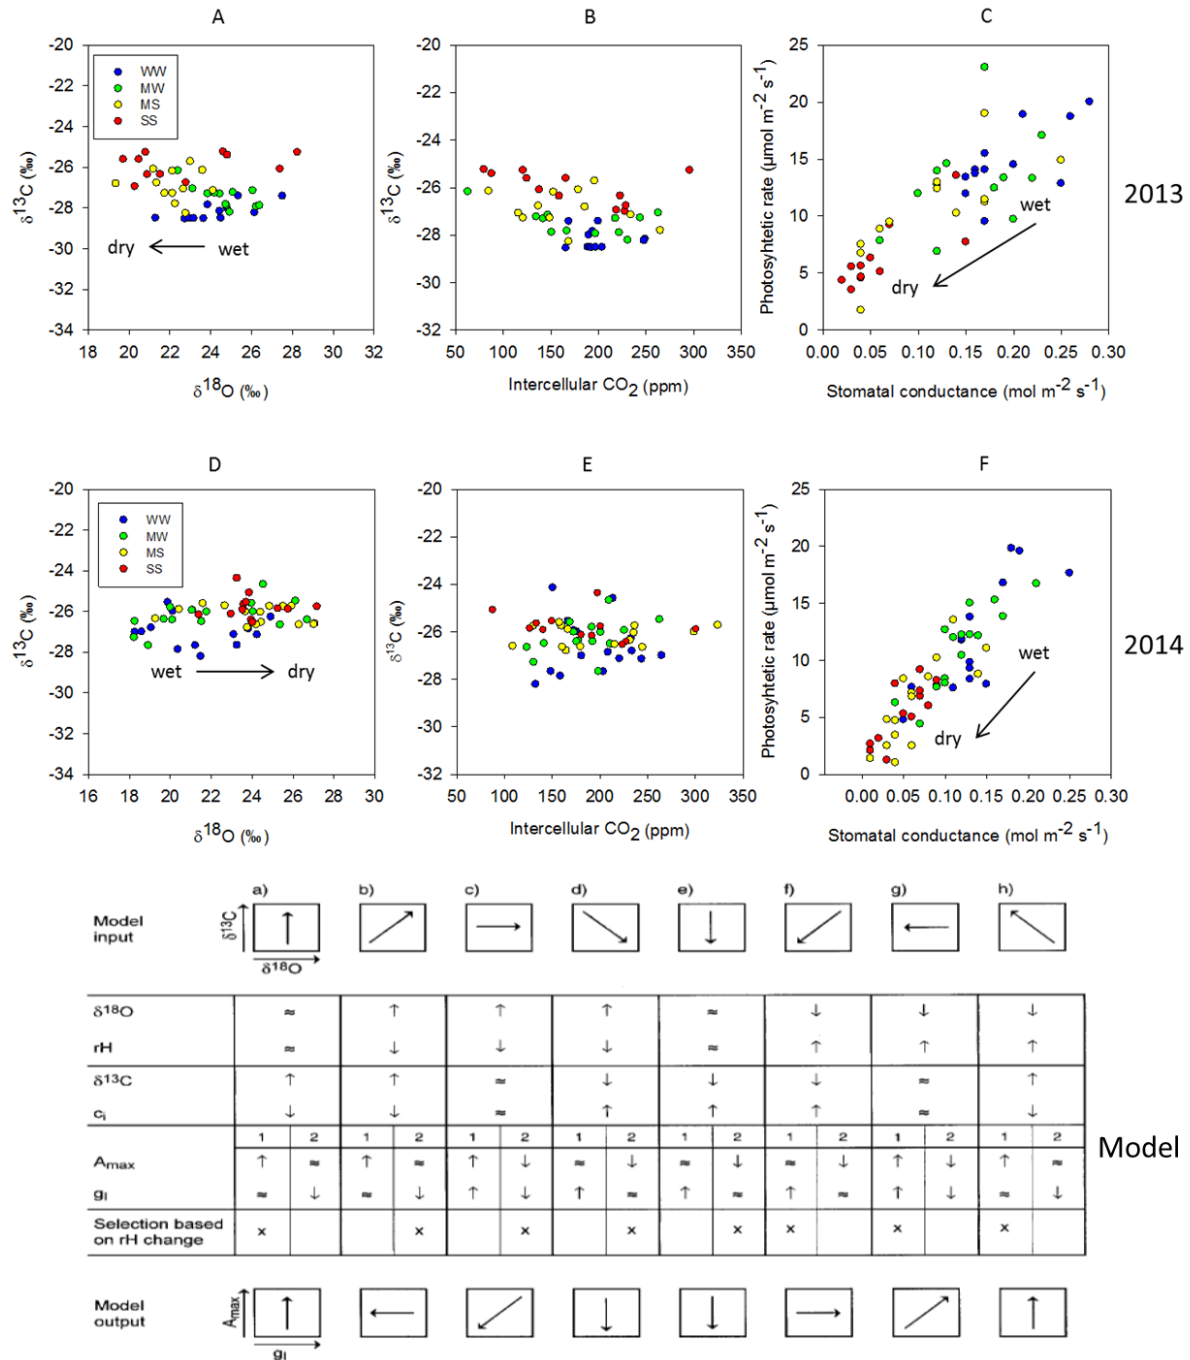 A
B
C
-20
-22
-24
-26
-28
-30
-32
-34
δ13C (‰)
WW
MW
MS
SS
dry
wet
18 20 22 24 26 28 30 32
δ18O (‰)
-20
-22
-24
-26
-28
-30
-32
δ13C (‰)
50 100 150 200 250 300 350
Intercellular CO2 (ppm)
25
20
15
10
5
0
Photosyhtetic rate (μmol m-2 s-1)
wet
dry
0.00 0.05 0.10 0.15 0.20 0.25 0.30
Stomatal conductance (mol m-2 s-1)
2013
D
E
F
-20
-22
-24
-26
-28
-30
-32
-34
δ13C (‰)
WW
MW
MS
SS
wet
dry
16 18 20 22 24 26 28 30
δ18O (‰)
-20
-22
-24
-26
-28
-30
-32
δ13C (‰)
50 100 150 200 250 300 350
Intercellular CO2 (ppm)
25
20
15
10
5
0
Photosyhtetic rate (μmol m-2 s-1)
wet
dry
0.00 0.05 0.10 0.15 0.20 0.25 0.30
Stomatal conductance (mol m-2 s-1)
2014
a) b) c) d) e) f) g) h)
Model
input
δ13C
δ18O
δ18O ≈ ↑ ↑ ↑ ≈ ↓ ↓ ↓
rH ≈ ↓ ↓ ↓ ≈ ↑ ↑ ↑
δ13C ↑ ↑ ≈ ↓ ↓ ↓ ≈ ↑
ci ↓ ↓ ≈ ↑ ↑ ↑ ≈ ↓
1 2 1 2 1 2 1 2 1 2 1 2 1 2 1 2
Amax ↑ ≈ ↑ ≈ ↑ ↓ ≈ ↓ ≈ ↓ ≈ ↓ ↑ ↓ ↑ ≈
gl ≈ ↓ ≈ ↓ ↑ ↓ ↑ ≈ ↑ ≈ ↑ ≈ ↑ ↓ ≈ ↓
Selection based
on rH change
x x x x x x x x
Model
Model
output
Amax
gl